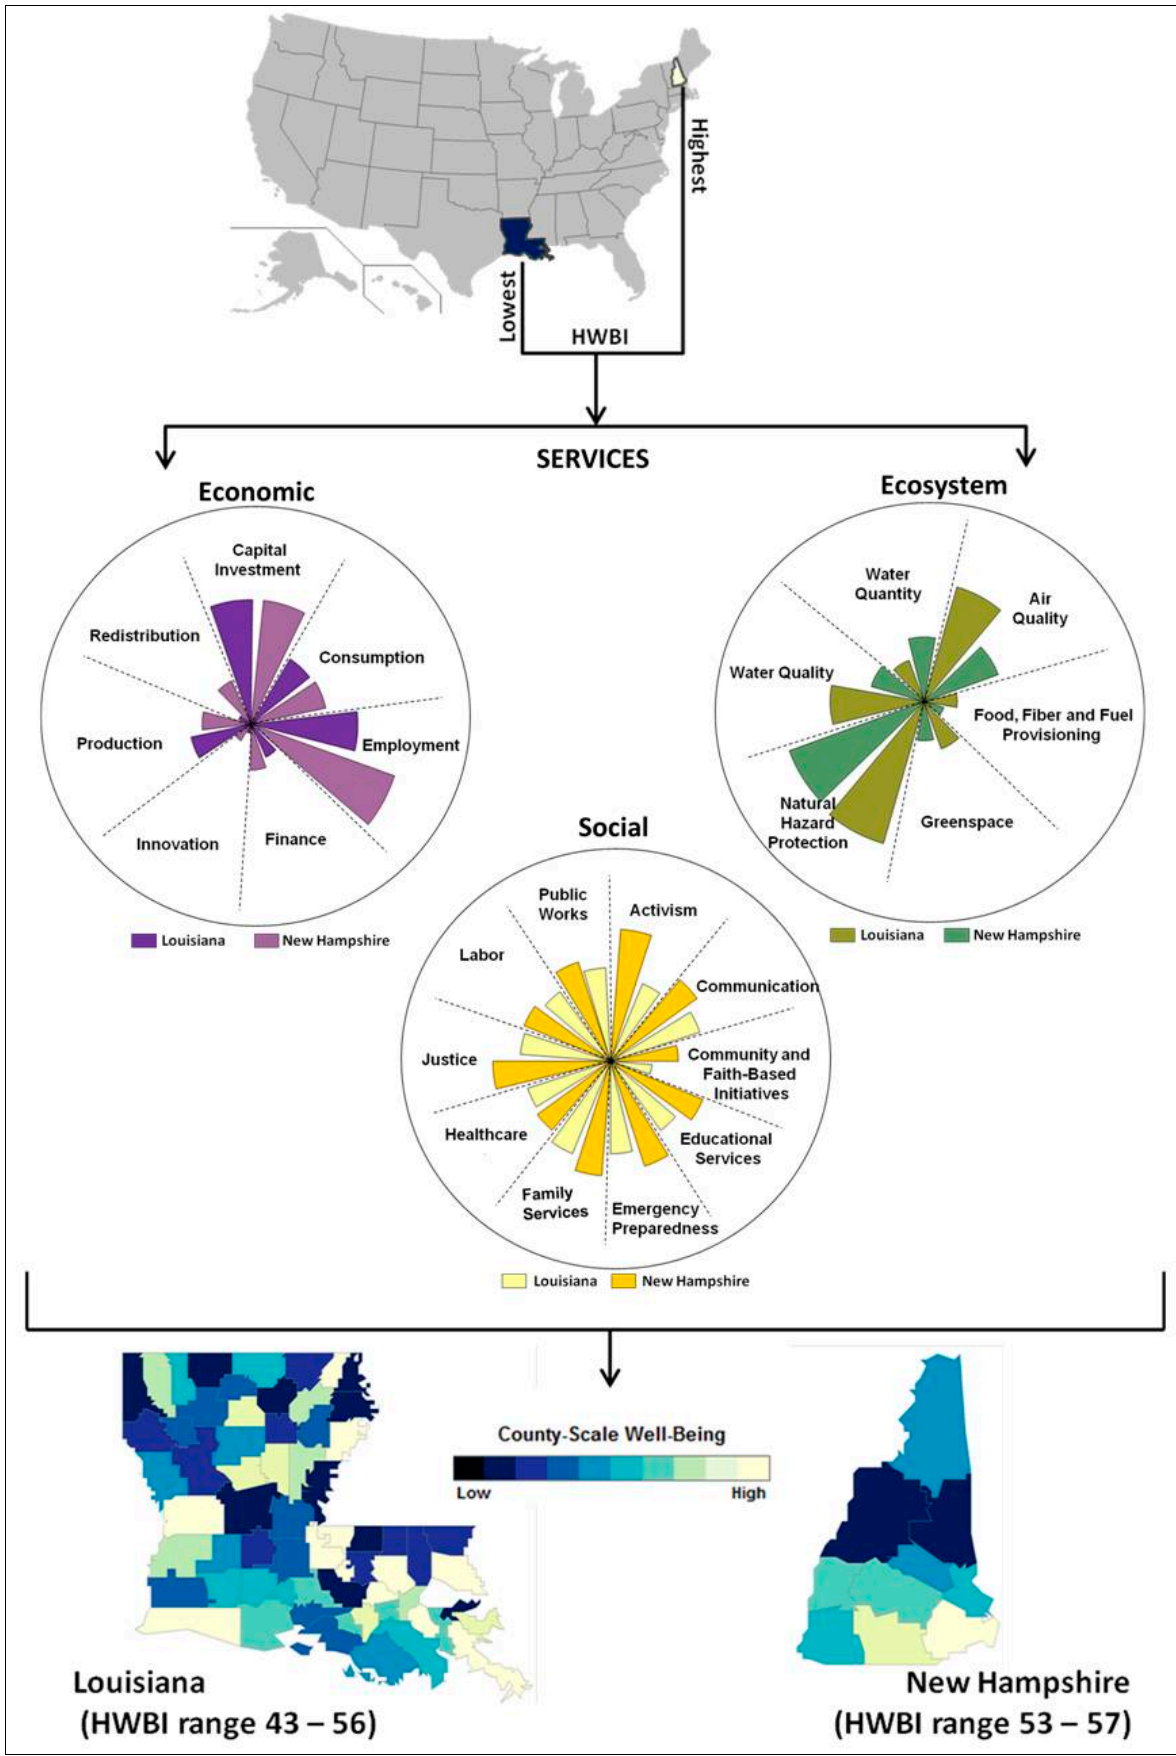 Highest
Lowest
HWBI
SERVICES
Economic
Capital
Investment
Redistribution
Consumption
Production
Employment
Innovation
Finance
Louisiana
New Hampshire
Ecosystem
Water
Quantity
Air
Quality
Water Quality
Food, Fiber and Fuel
Provisioning
Natural
Hazard
Protection
Greenspace
Louisiana
New Hampshire
Social
Public
Works
Activism
Labor
Communication
Justice
Community and
Faith-Based
Initiatives
Healthcare
Educational
Services
Family
Services
Emergency
Preparedness
Louisiana
New Hampshire
County-Scale Well-Being
Low
High
Louisiana
(HWBI range 43 – 56)
New Hampshire
(HWBI range 53 – 57)